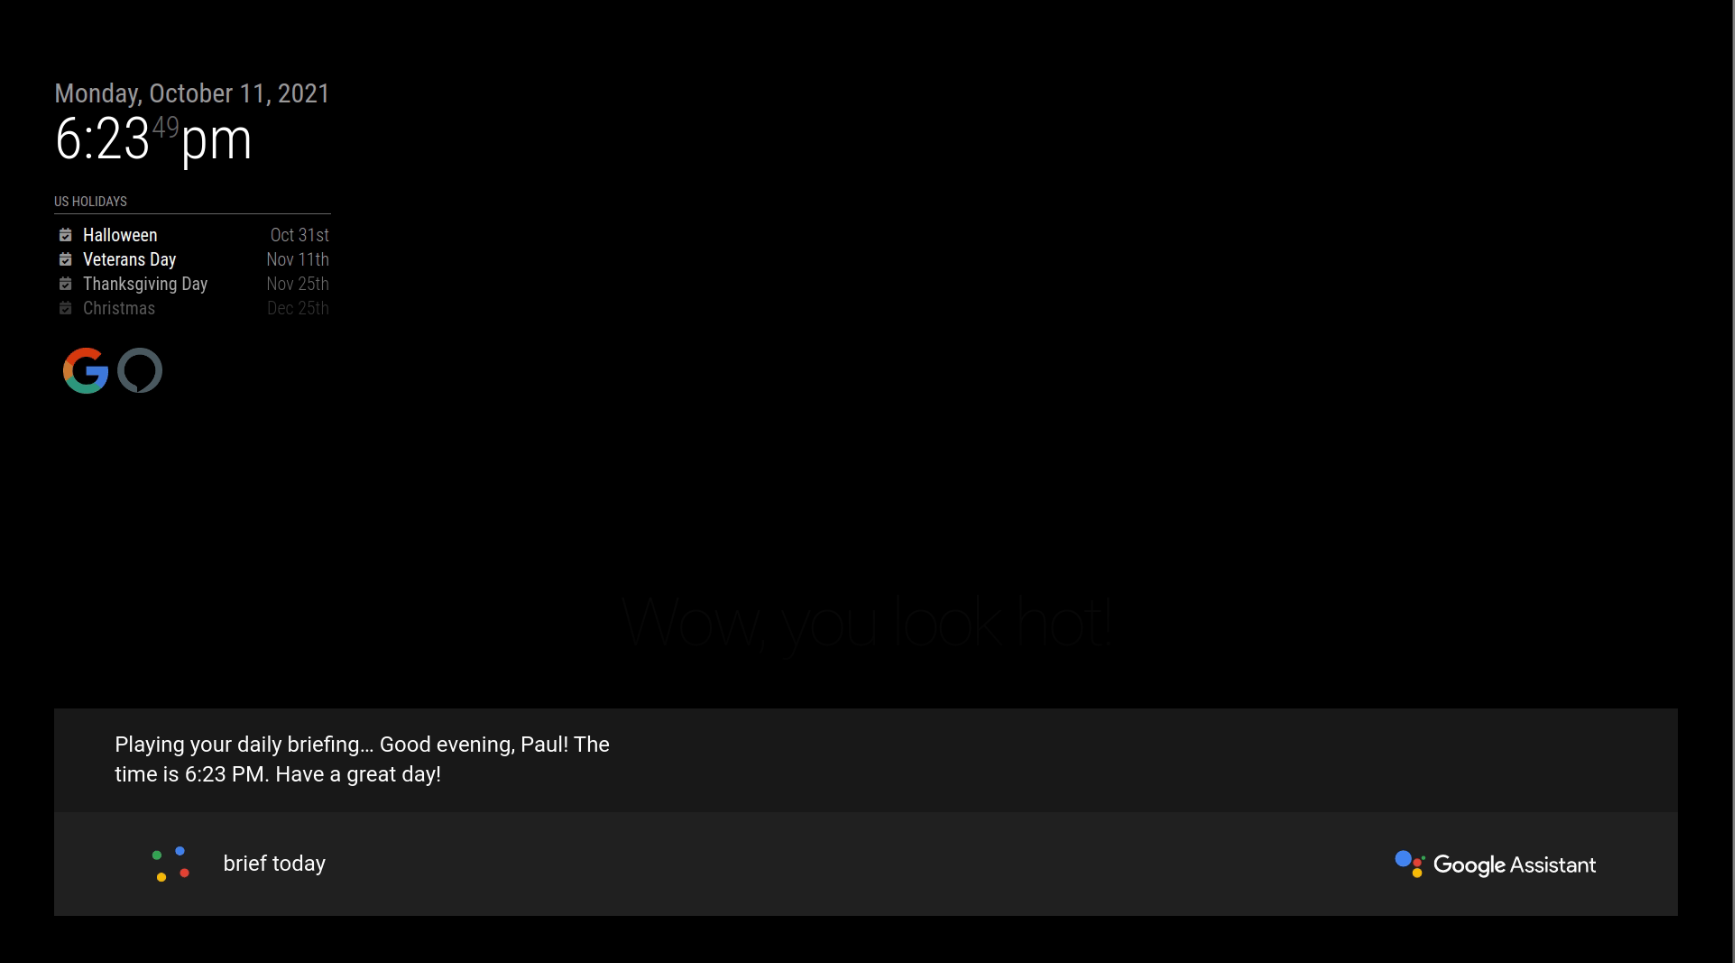 Monday, October 11, 2021
6:23 49 pm
US HOLIDAYS
Halloween Oct 31st
Veterans Day Nov 11th
Thanksgiving Day Nov 25th
Christmas Dec 25th
Wow, you look hot!
Playing your daily briefing... Good evening, Paul! The
time is 6:23 PM. Have a great day!
brief today
Google Assistant